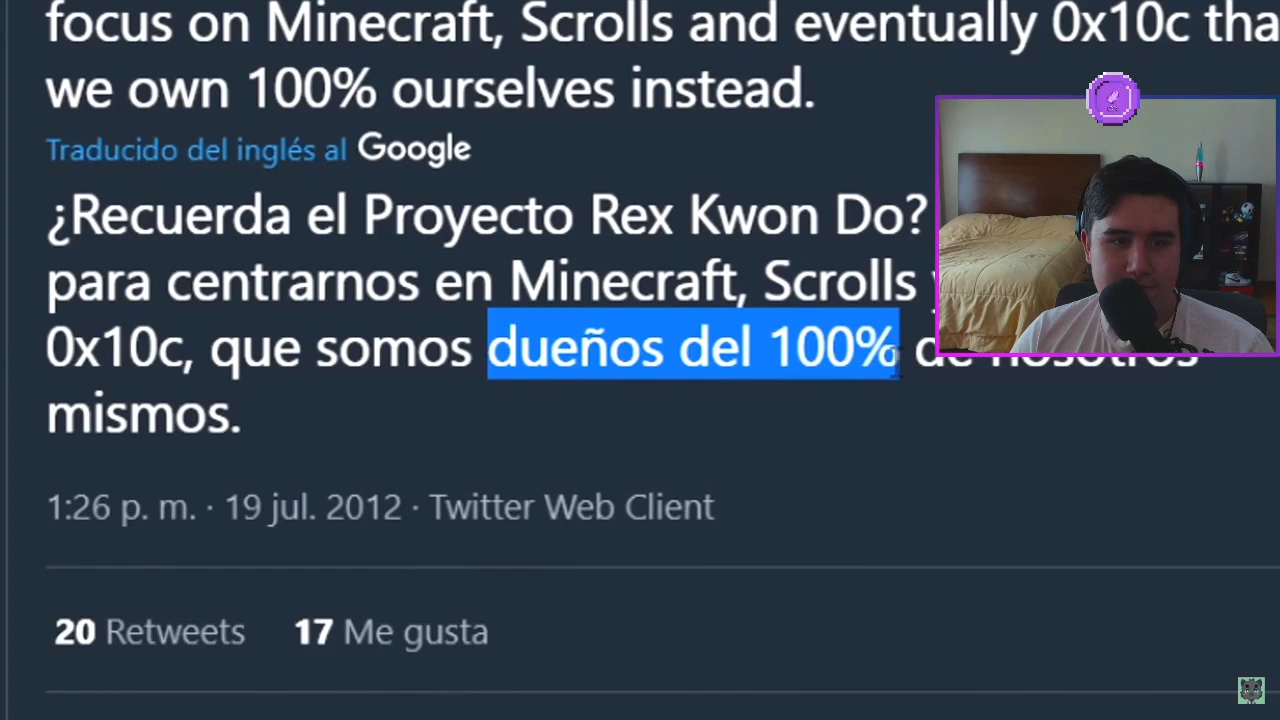 focus on Minecraft, Scrolls and eventually 0x10c
we own 100% ourselves instead.
Traducido del inglés al Google
¿Recuerda el Proyecto Rex Kwon Do?
para centrarnos en Minecraft, Scrolls
0x10c, que somos dueños del 100% de nosotros
mismos.
1:26 p. m. · 19 jul. 2012 · Twitter Web Client
20 Retweets 17 Me gusta